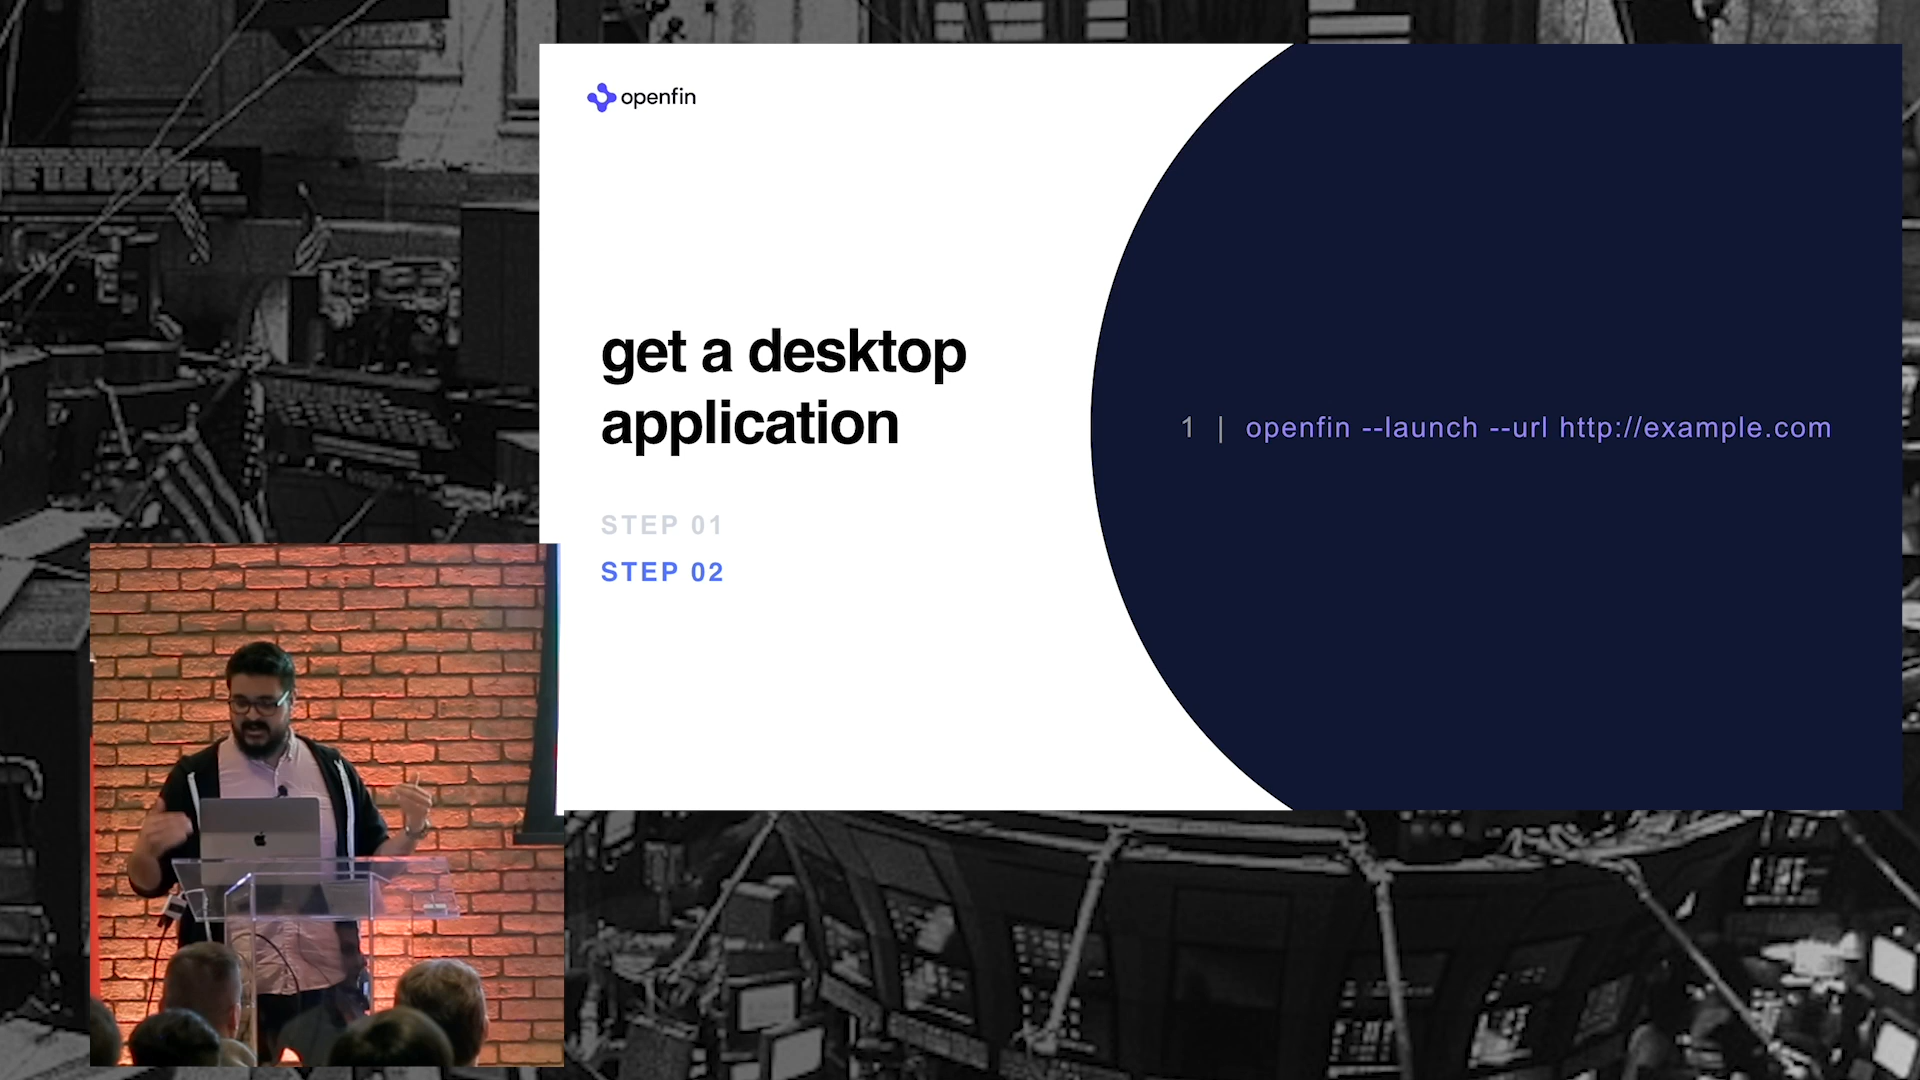 openfin
get a desktop
application
STEP 01
STEP 02
1 | openfin --launch --url http://example.com